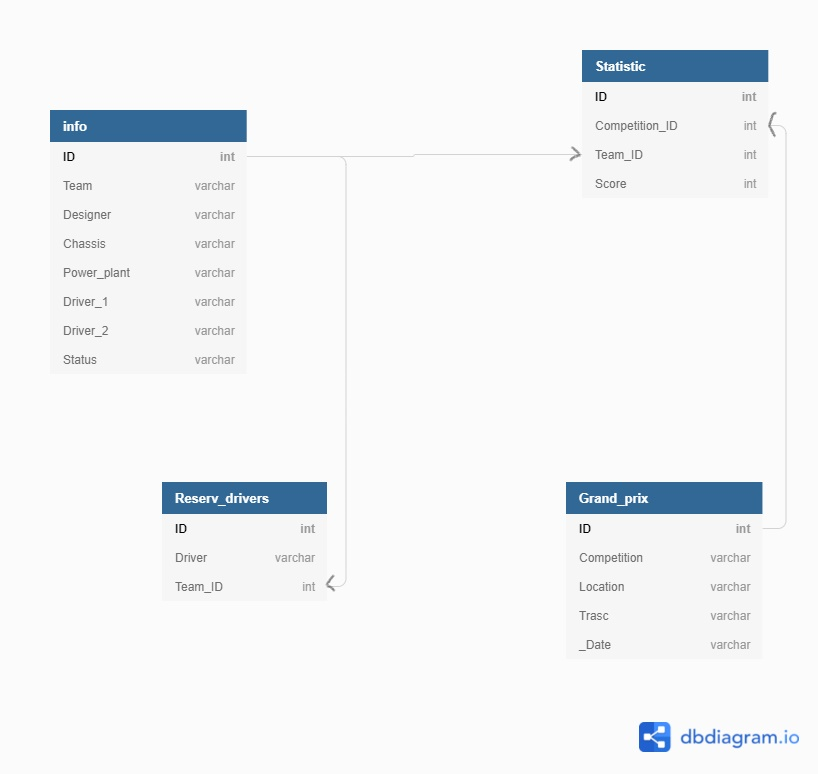 Statistic
ID int
Competition_ID int
Team_ID int
Score int
info
ID int
Team varchar
Designer varchar
Chassis varchar
Power_plant varchar
Driver_1 varchar
Driver_2 varchar
Status varchar
Reserv_drivers
ID int
Driver varchar
Team_ID int
Grand_prix
ID int
Competition varchar
Location varchar
Trasc varchar
_Date varchar
dbdiagram.io